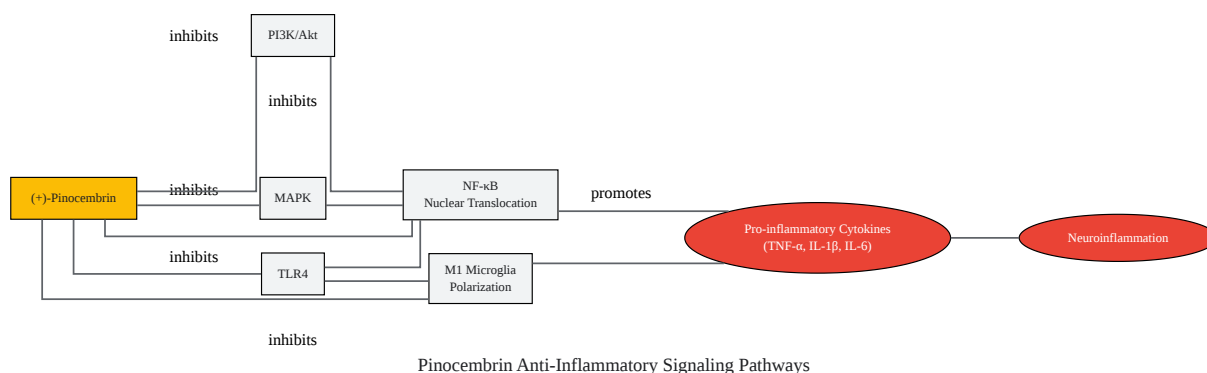 inhibits
PI3K/Akt
inhibits
(+)-Pinocembrin
inhibits
MAPK
NF-κB
Nuclear Translocation
promotes
Pro-inflammatory Cytokines
(TNF-α, IL-1β, IL-6)
Neuroinflammation
inhibits
TLR4
M1 Microglia
Polarization
inhibits
Pinocembrin Anti-Inflammatory Signaling Pathways